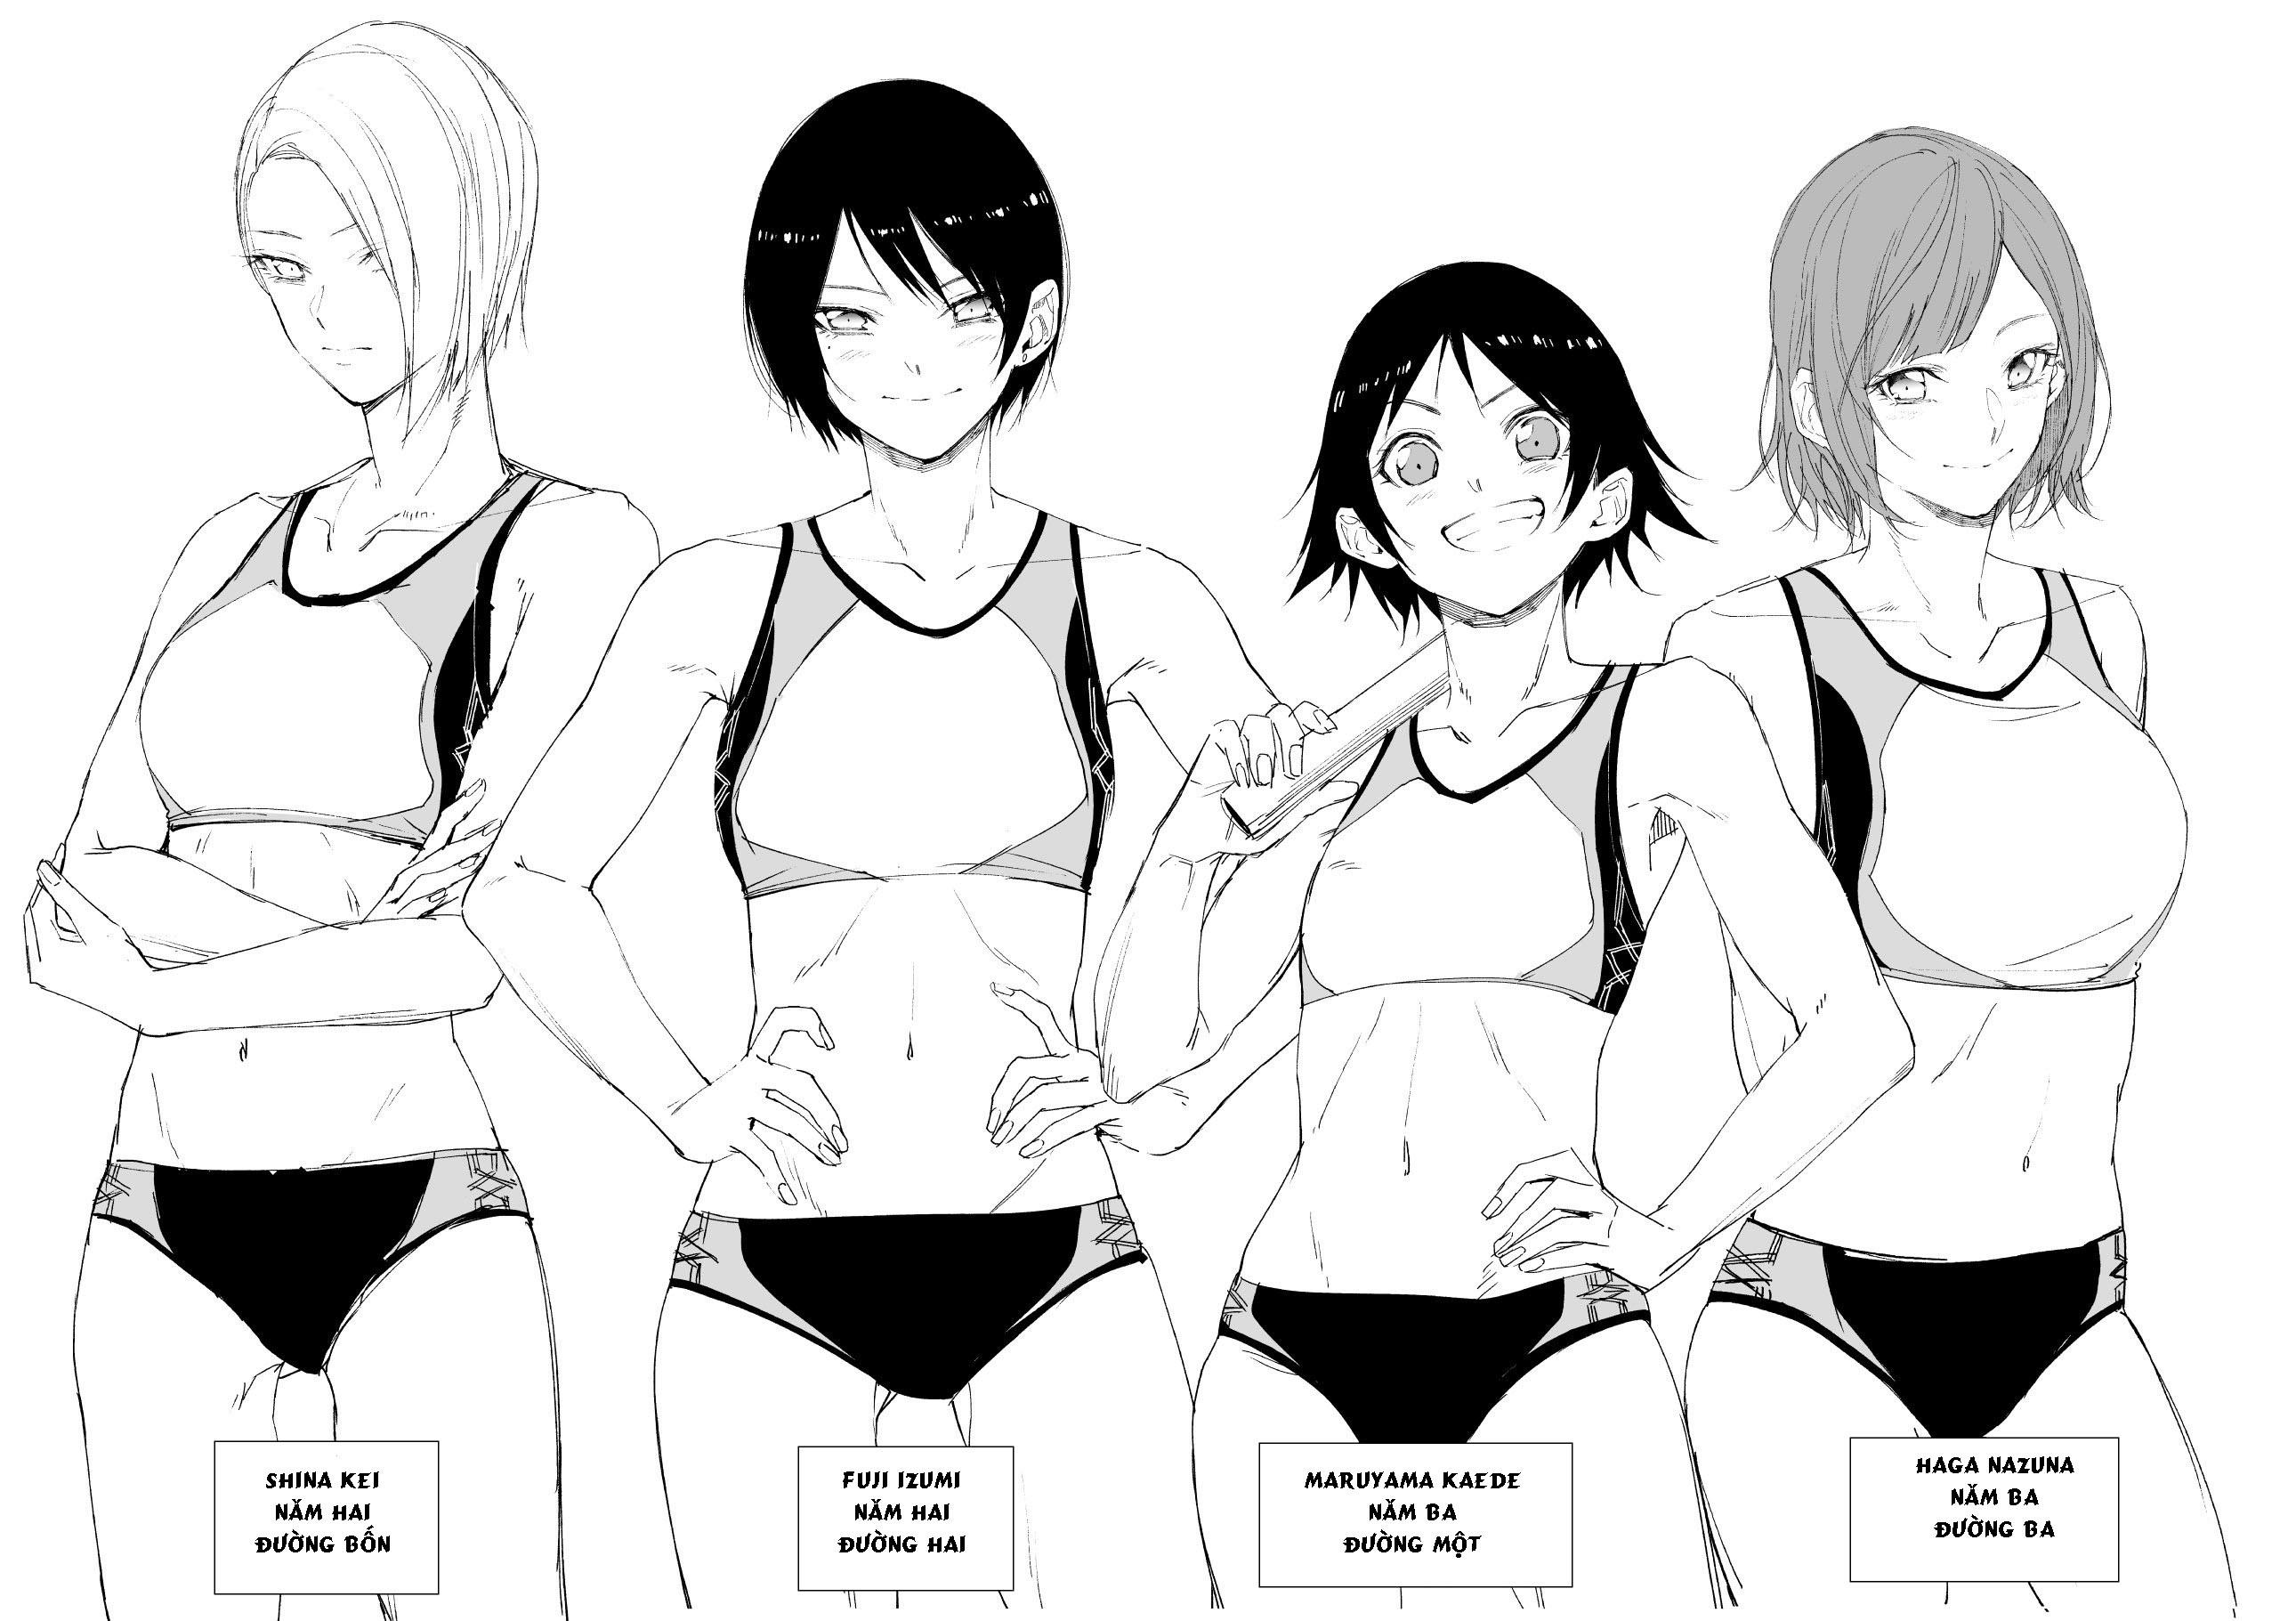 SHINA KEI
NĂM HAI
ĐƯỜNG BỐN
FUJI IZUMI
NĂM HAI
ĐƯỜNG HAI
MARUYAMA KAEDE
NĂM BA
ĐƯỜNG MỘT
HAGA NAZUNA
NĂM BA
ĐƯỜNG BA